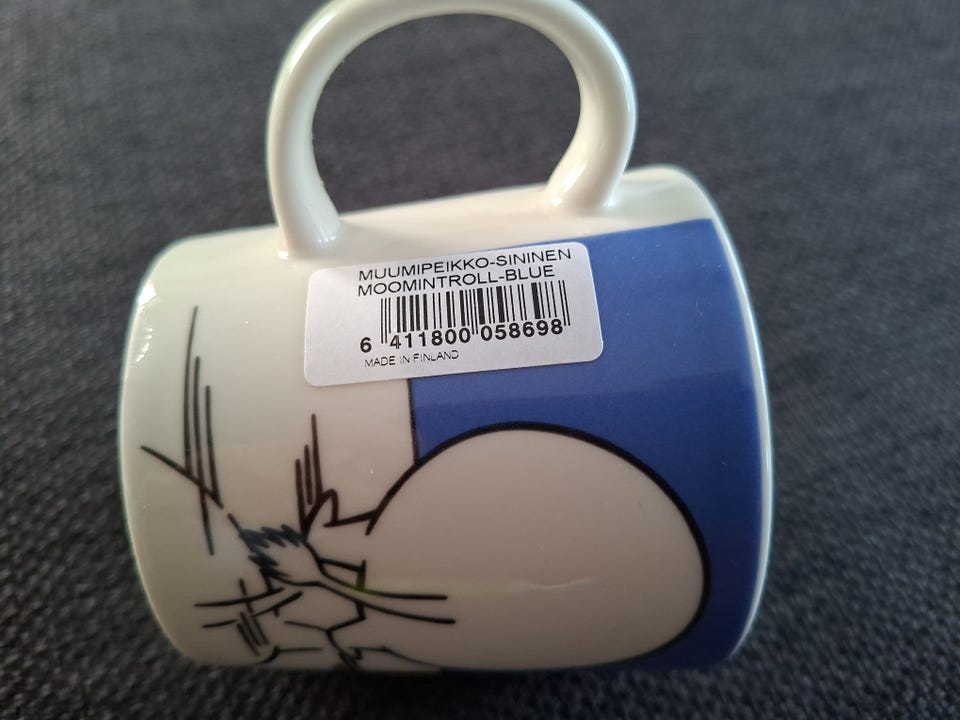 MUUMIPEIKKO-SININEN
MOOMINTROLL-BLUE
6 411800 058698
MADE IN FINLAND